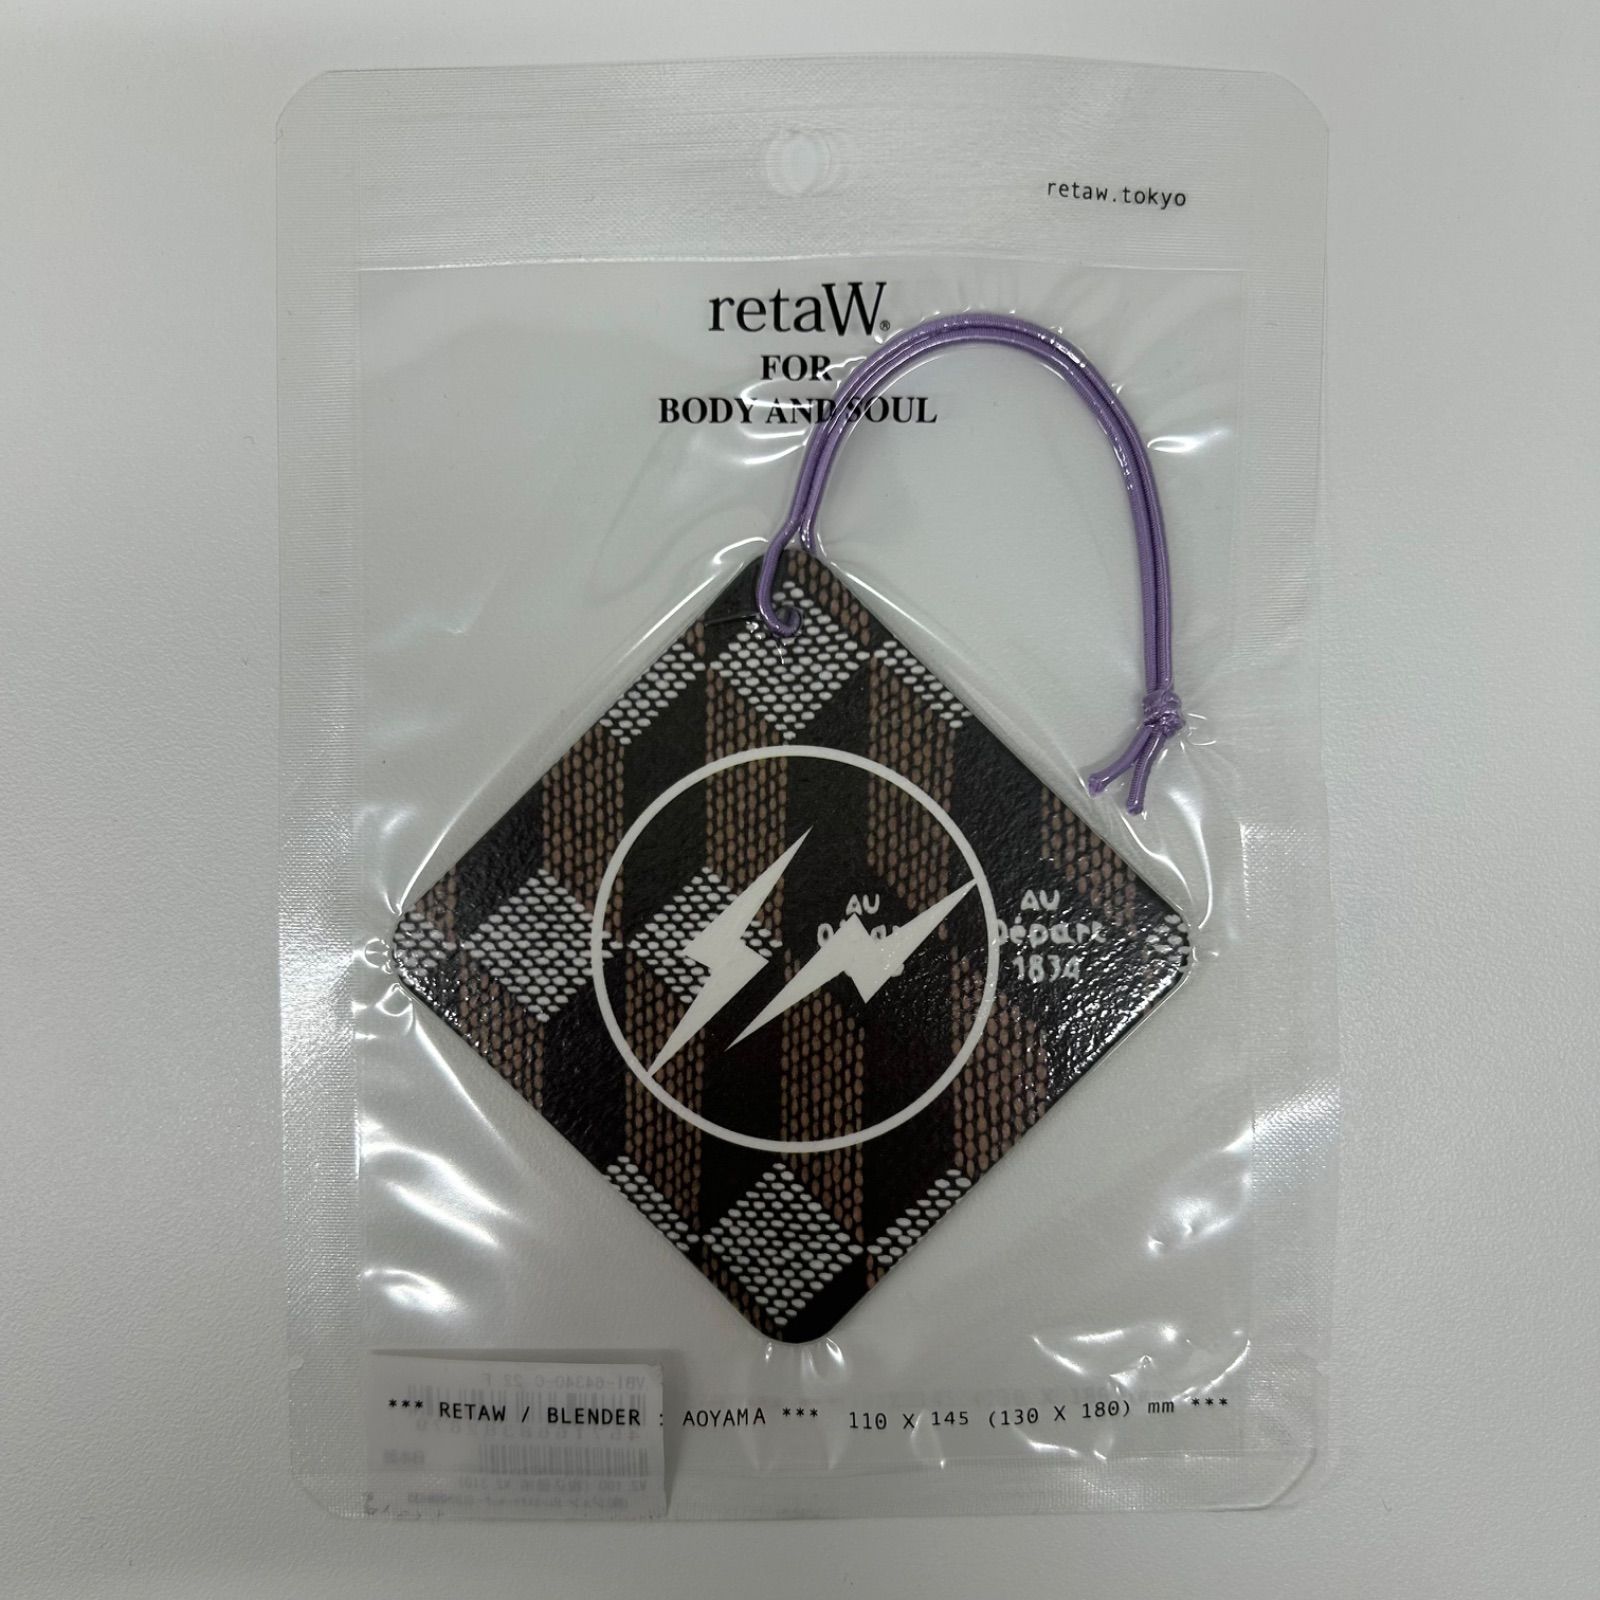 retaw.tokyo
retaW®
FOR
BODY AND SOUL
AU
AU
Départ
1834
*** RETAW / BLENDER : AOYAMA *** 110 X 145 (130 X 180) mm ***